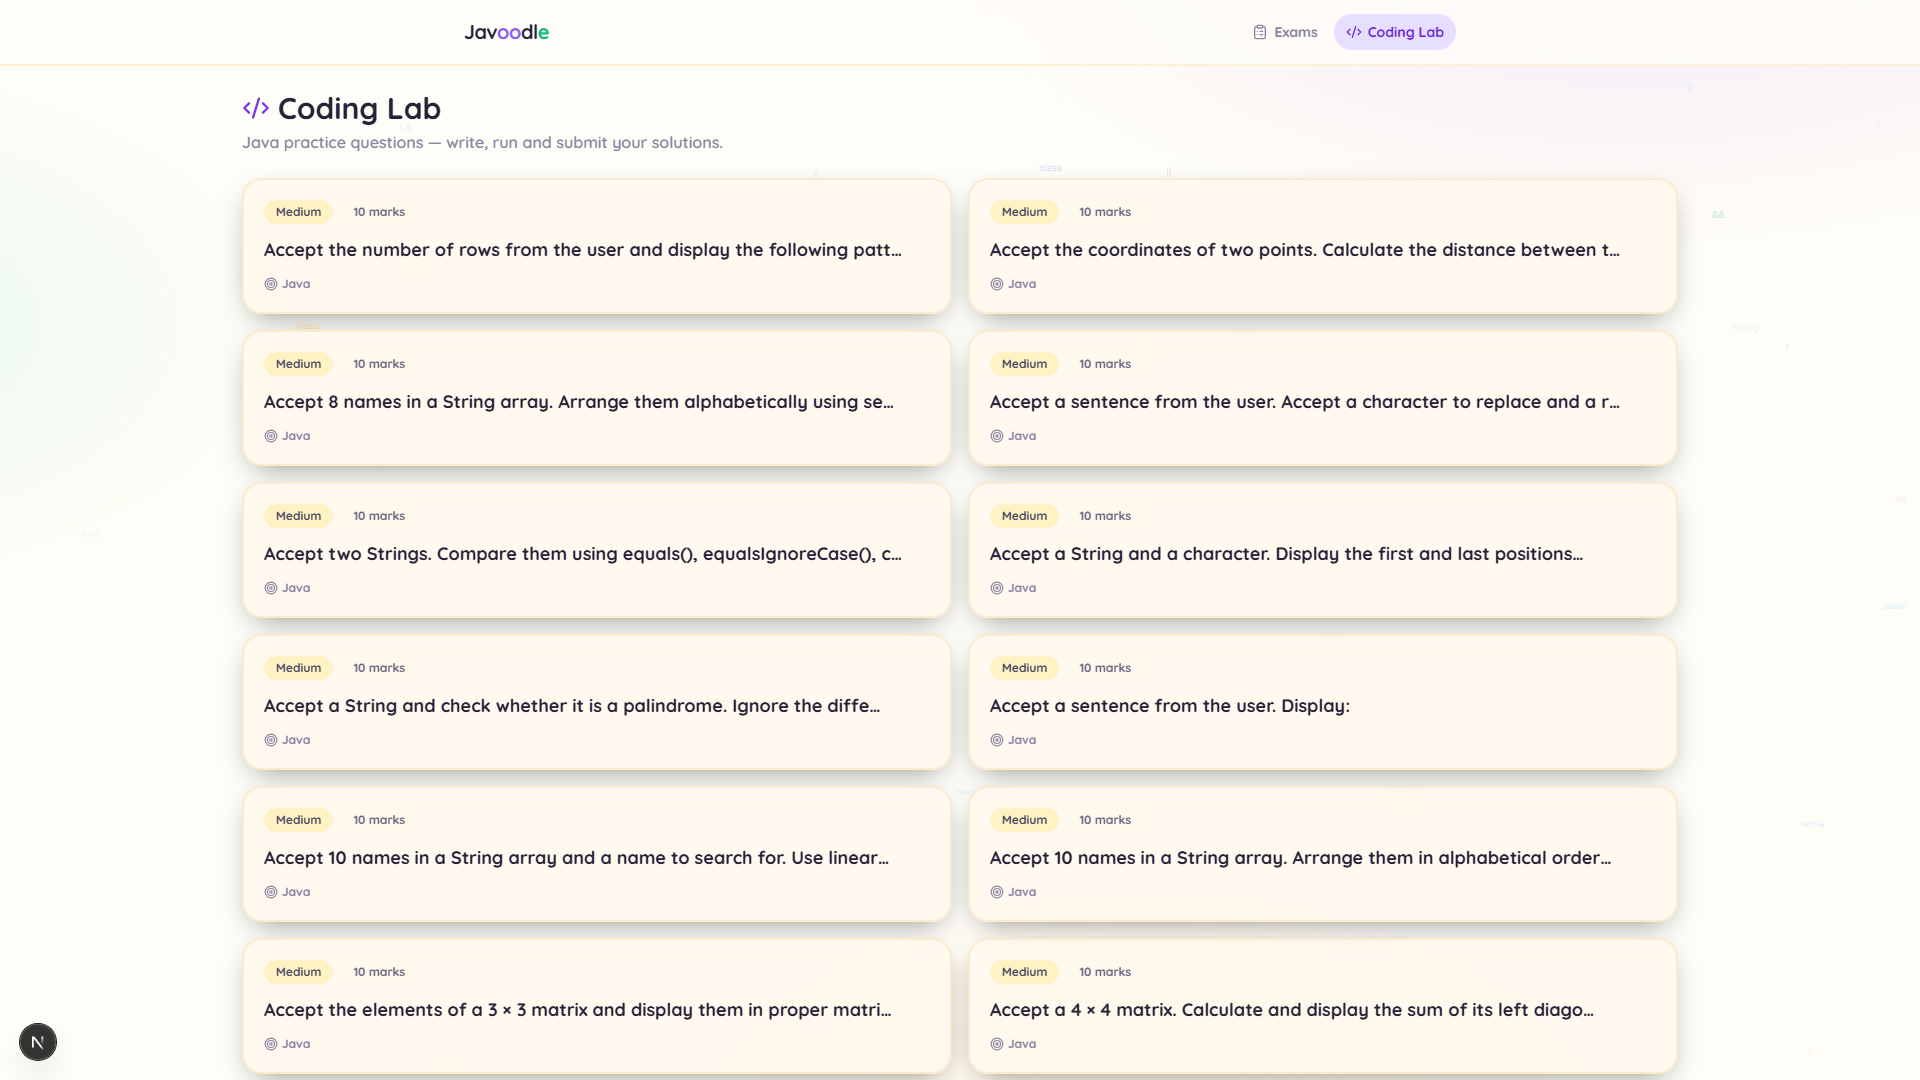 Javoodle
Exams
Coding Lab
Coding Lab
Java practice questions — write, run and submit your solutions.
class
||
&&
Medium 10 marks
Accept the number of rows from the user and display the following patt...
Java
Medium 10 marks
Accept the coordinates of two points. Calculate the distance between t...
Java
class
String
Medium 10 marks
Accept 8 names in a String array. Arrange them alphabetically using se...
Java
Medium 10 marks
Accept a sentence from the user. Accept a character to replace and a r...
Java
Medium 10 marks
Accept two Strings. Compare them using equals(), equalsIgnoreCase(), c...
Java
Medium 10 marks
Accept a String and a character. Display the first and last positions...
Java
static
Medium 10 marks
Accept a String and check whether it is a palindrome. Ignore the diffe...
Java
Medium 10 marks
Accept a sentence from the user. Display:
Java
while
Medium 10 marks
Accept 10 names in a String array and a name to search for. Use linear...
Java
Medium 10 marks
Accept 10 names in a String array. Arrange them in alphabetical order...
Java
Medium 10 marks
Accept the elements of a 3 × 3 matrix and display them in proper matri...
Java
Medium 10 marks
Accept a 4 × 4 matrix. Calculate and display the sum of its left diago...
Java
N